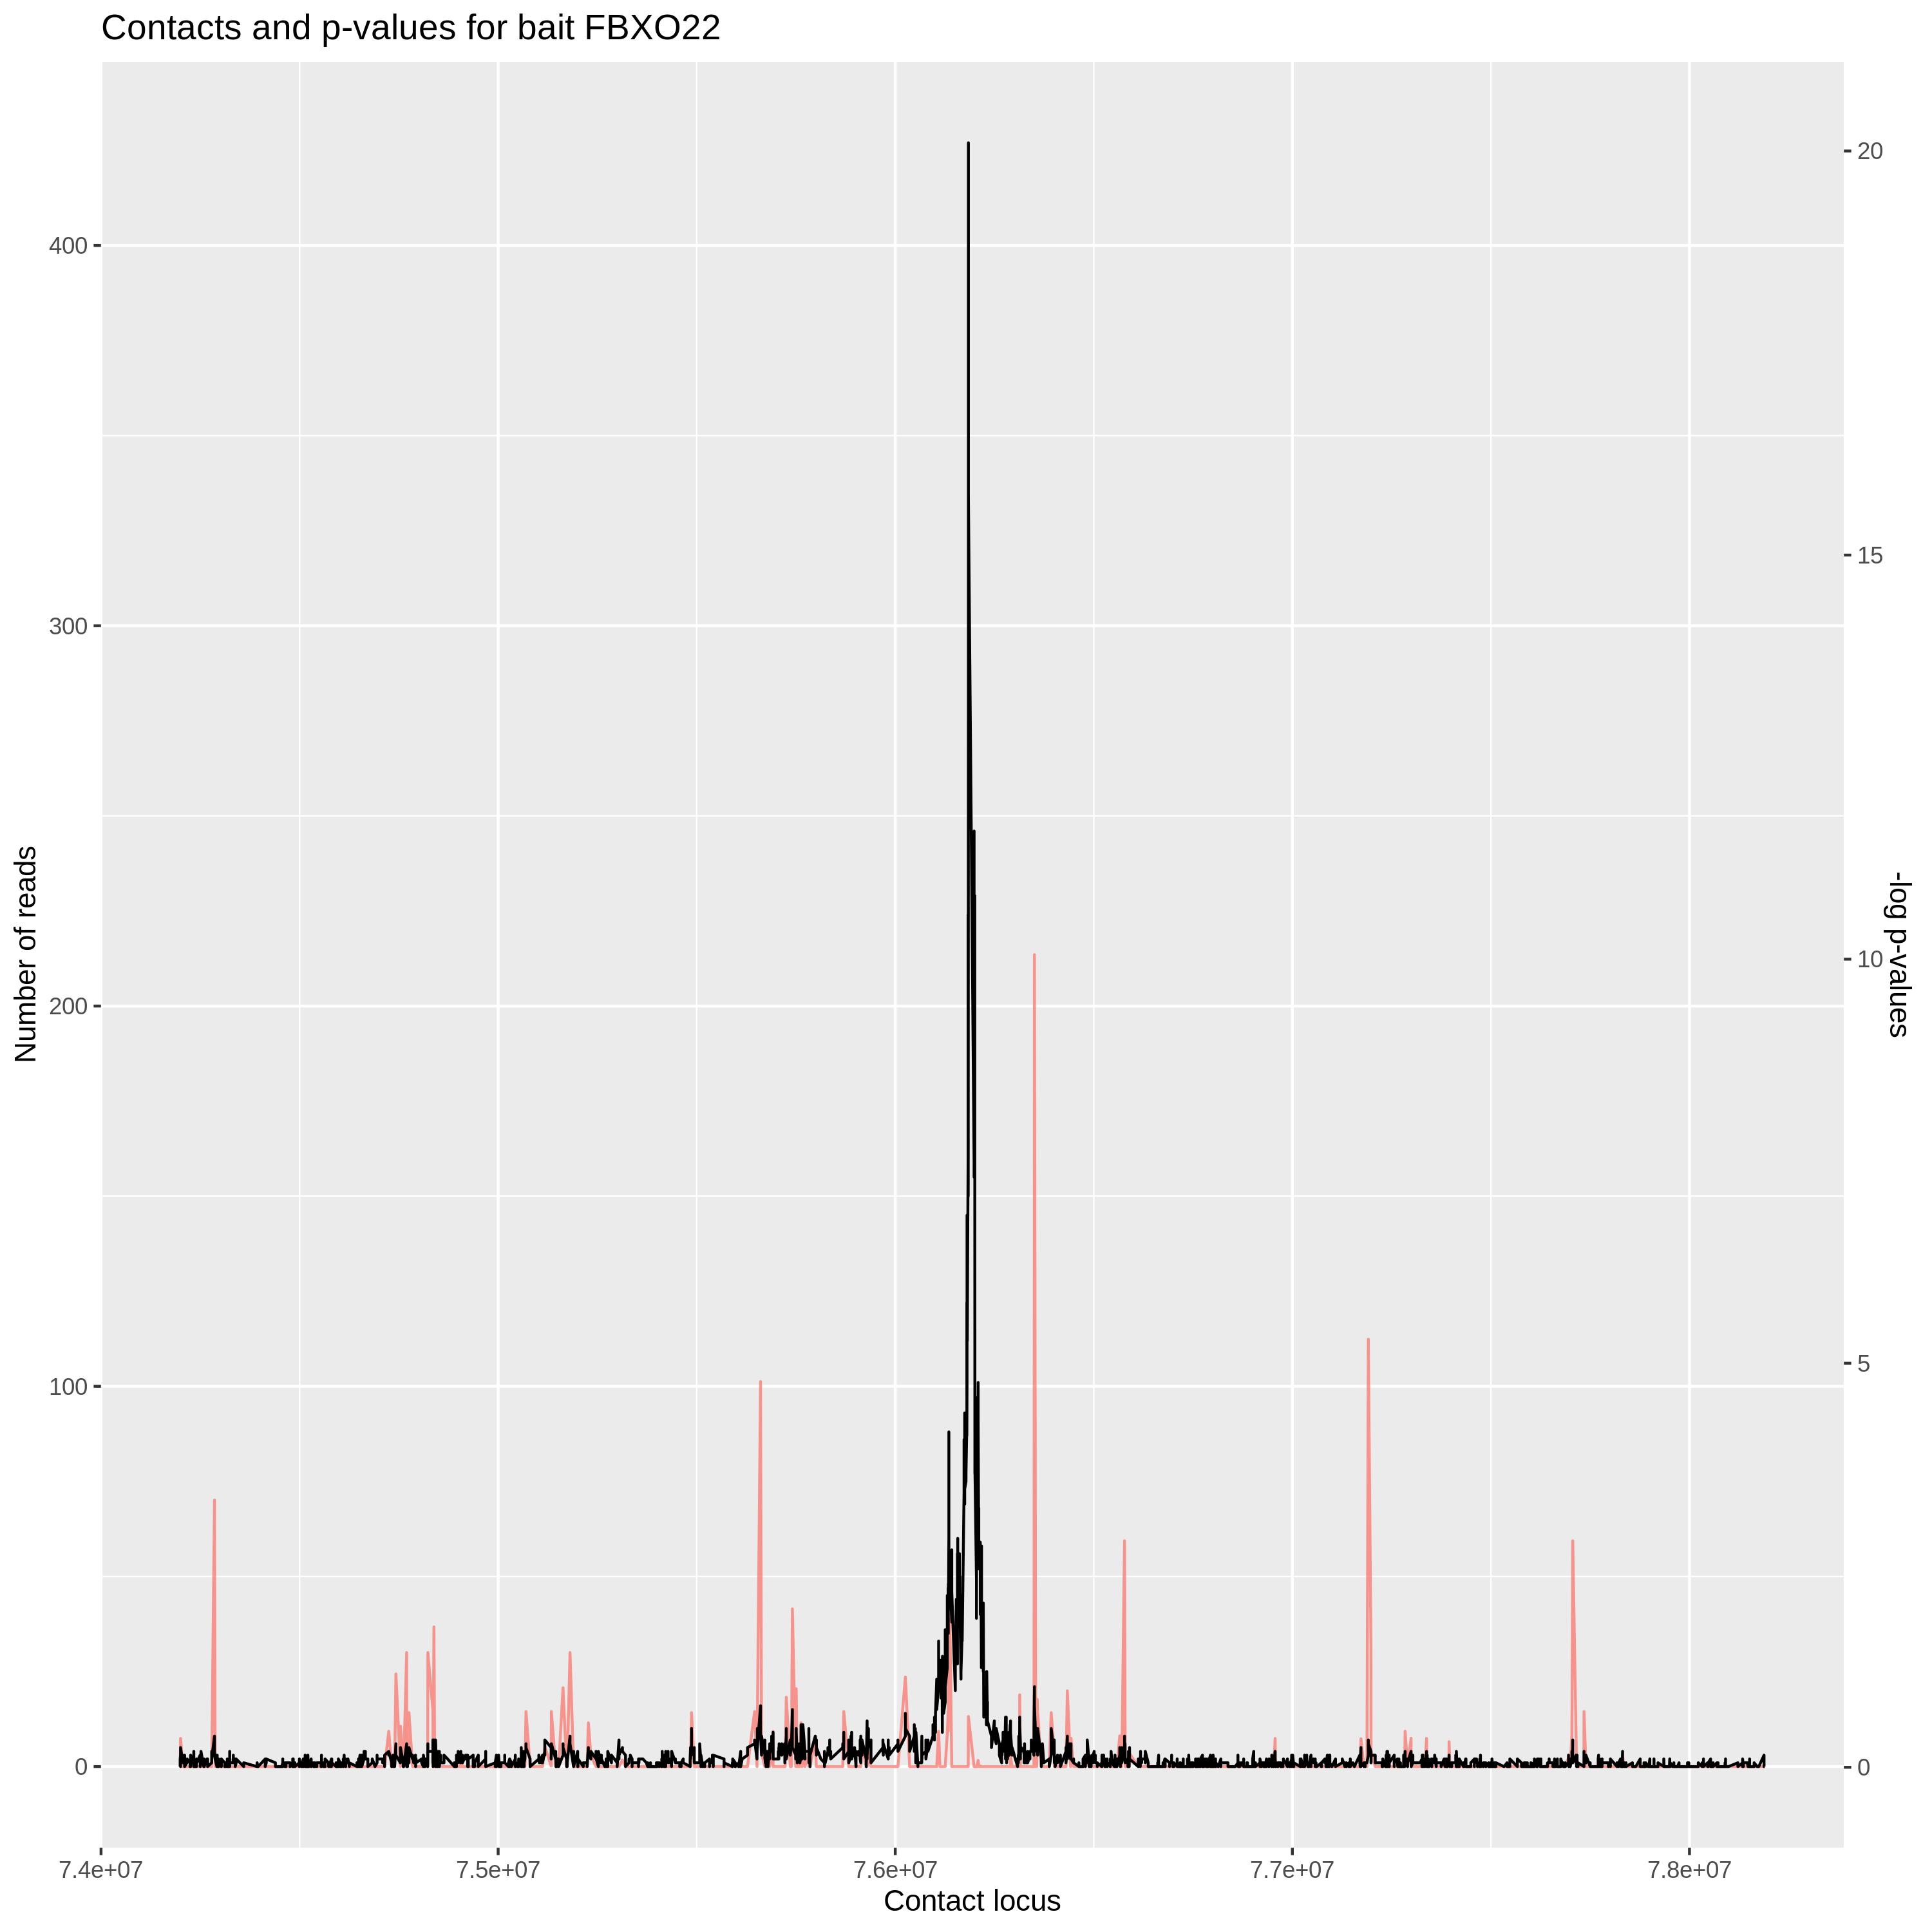 Contacts and p-values for bait FBXO22
Number of reads
400
300
200
100
0
20
15
10
5
0
-log p-values
7.4e+07
7.5e+07
7.6e+07
7.7e+07
7.8e+07
Contact locus